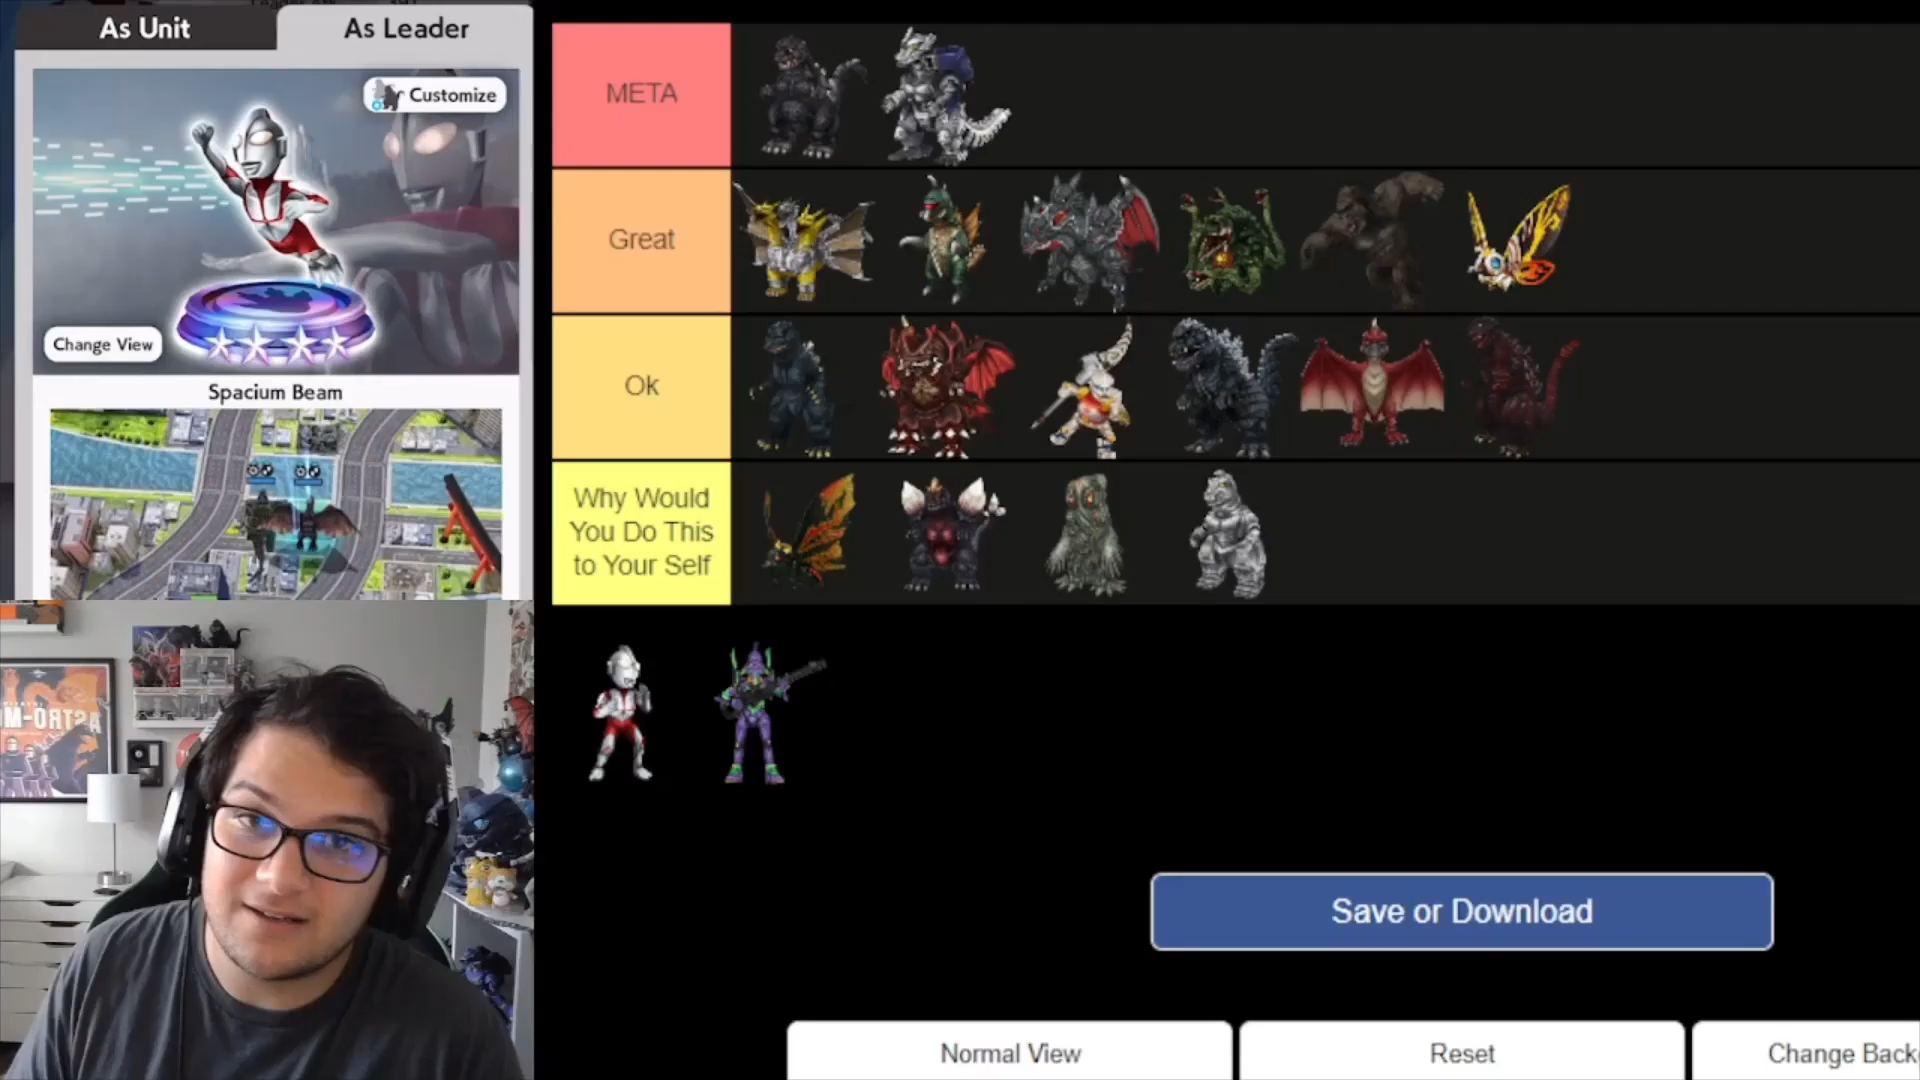 As Unit
As Leader
Customize
Change View
Spacium Beam
META
Great
Ok
Why Would
You Do This
to Your Self
Save or Download
Normal View
Reset
Change Back